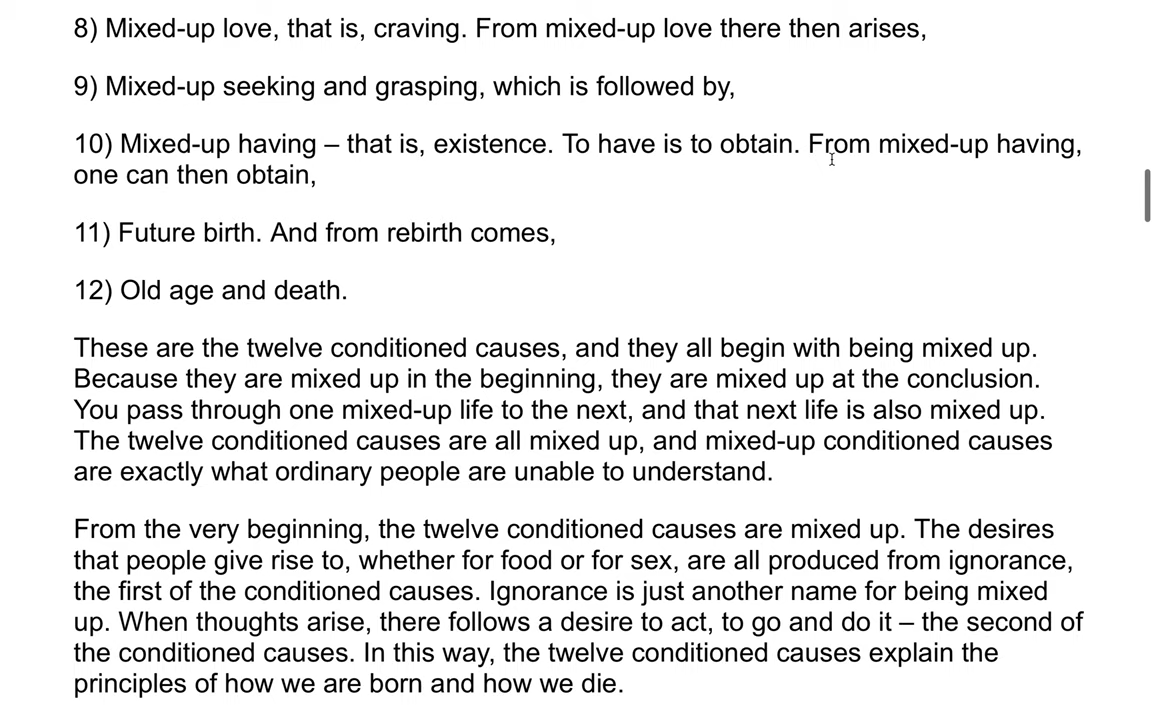 8) Mixed-up love, that is, craving. From mixed-up love there then arises,
9) Mixed-up seeking and grasping, which is followed by,
10) Mixed-up having – that is, existence. To have is to obtain. From mixed-up having,
one can then obtain,
11) Future birth. And from rebirth comes,
12) Old age and death.
These are the twelve conditioned causes, and they all begin with being mixed up.
Because they are mixed up in the beginning, they are mixed up at the conclusion.
You pass through one mixed-up life to the next, and that next life is also mixed up.
The twelve conditioned causes are all mixed up, and mixed-up conditioned causes
are exactly what ordinary people are unable to understand.
From the very beginning, the twelve conditioned causes are mixed up. The desires
that people give rise to, whether for food or for sex, are all produced from ignorance,
the first of the conditioned causes. Ignorance is just another name for being mixed
up. When thoughts arise, there follows a desire to act, to go and do it – the second of
the conditioned causes. In this way, the twelve conditioned causes explain the
principles of how we are born and how we die.